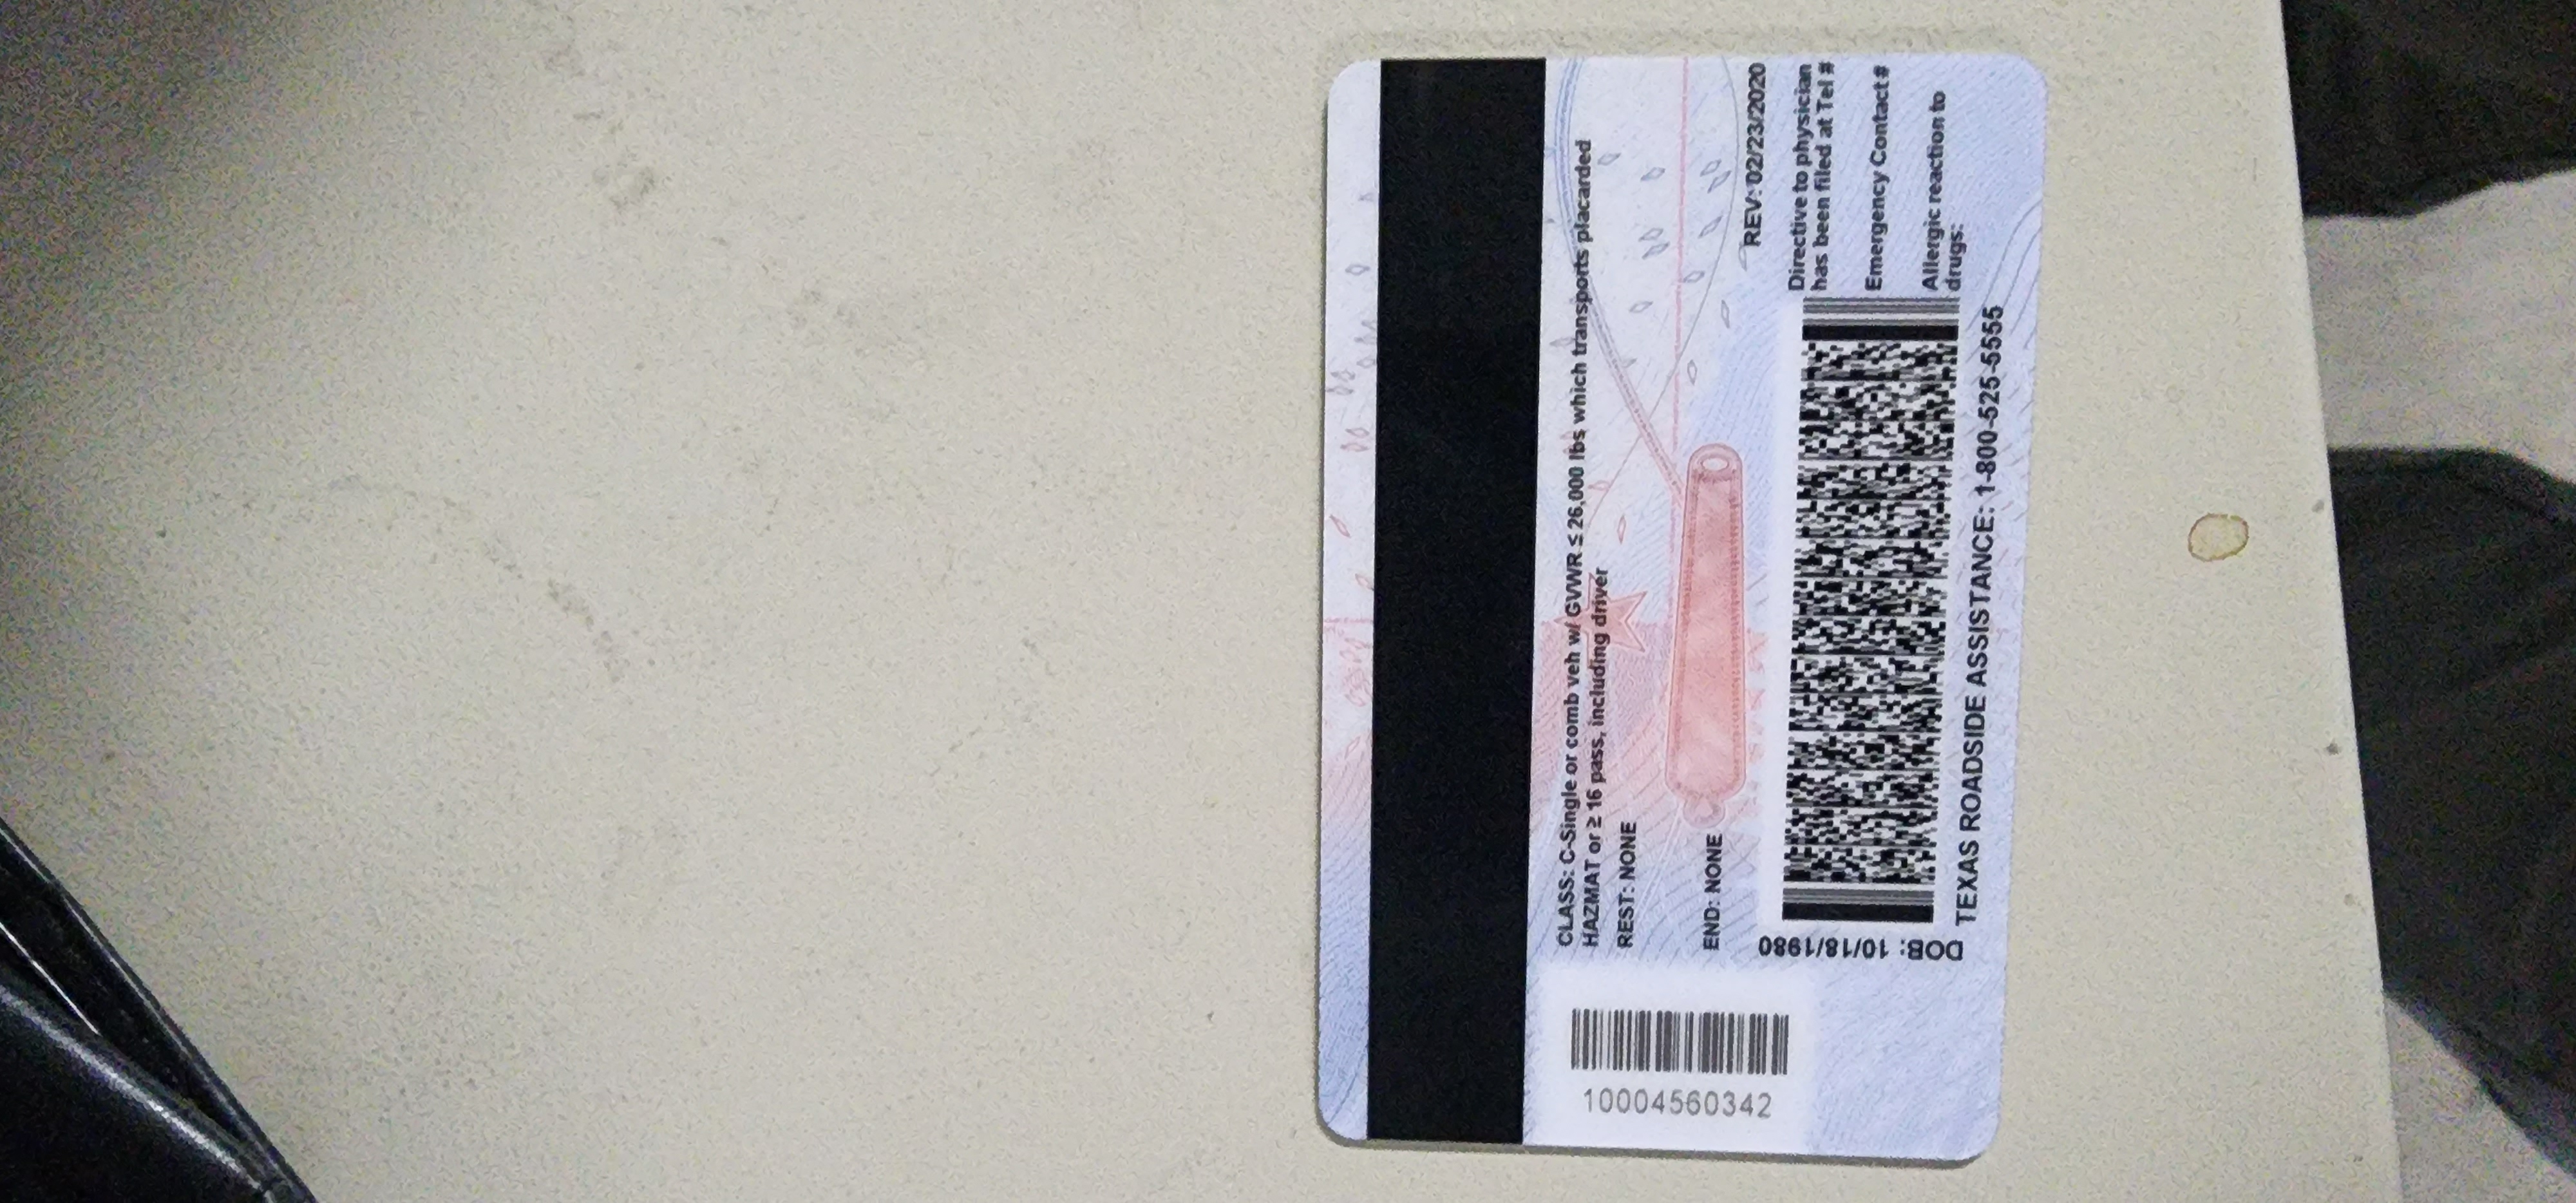 CLASS: C-Single or comb veh w/ GVWR ≤ 26,000 lbs which transports placarded
HAZMAT or ≥ 16 pass, including driver
REST: NONE
END: NONE
10004560342
REV: 02/23/2020
DOB: 10/18/1980
Directive to physician
has been filed at Tel #
Emergency Contact #
Allergic reaction to
drugs:
TEXAS ROADSIDE ASSISTANCE: 1-800-525-5555